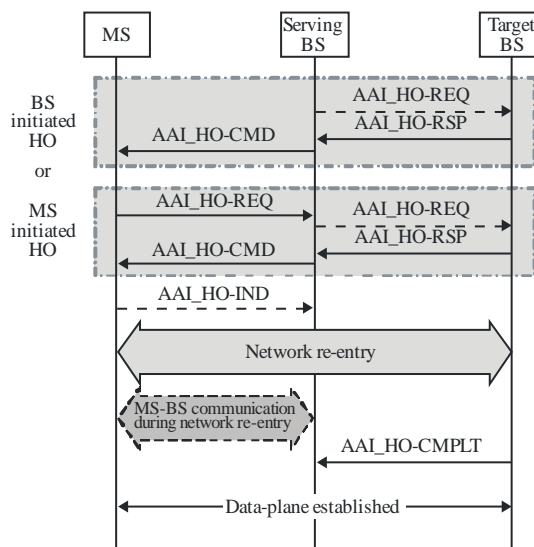 MS
Serving
BS
Target
BS
BS
initiated
HO
or
MS
initiated
HO
AAI_HO-REQ
AAI_HO-RSP
AAI_HO-CMD
AAI_HO-REQ
AAI_HO-REQ
AAI_HO-RSP
AAI_HO-CMD
AAI_HO-IND
Network re-entry
MS-BS communication
during network re-entry
AAI_HO-CMPLT
Data-plane established